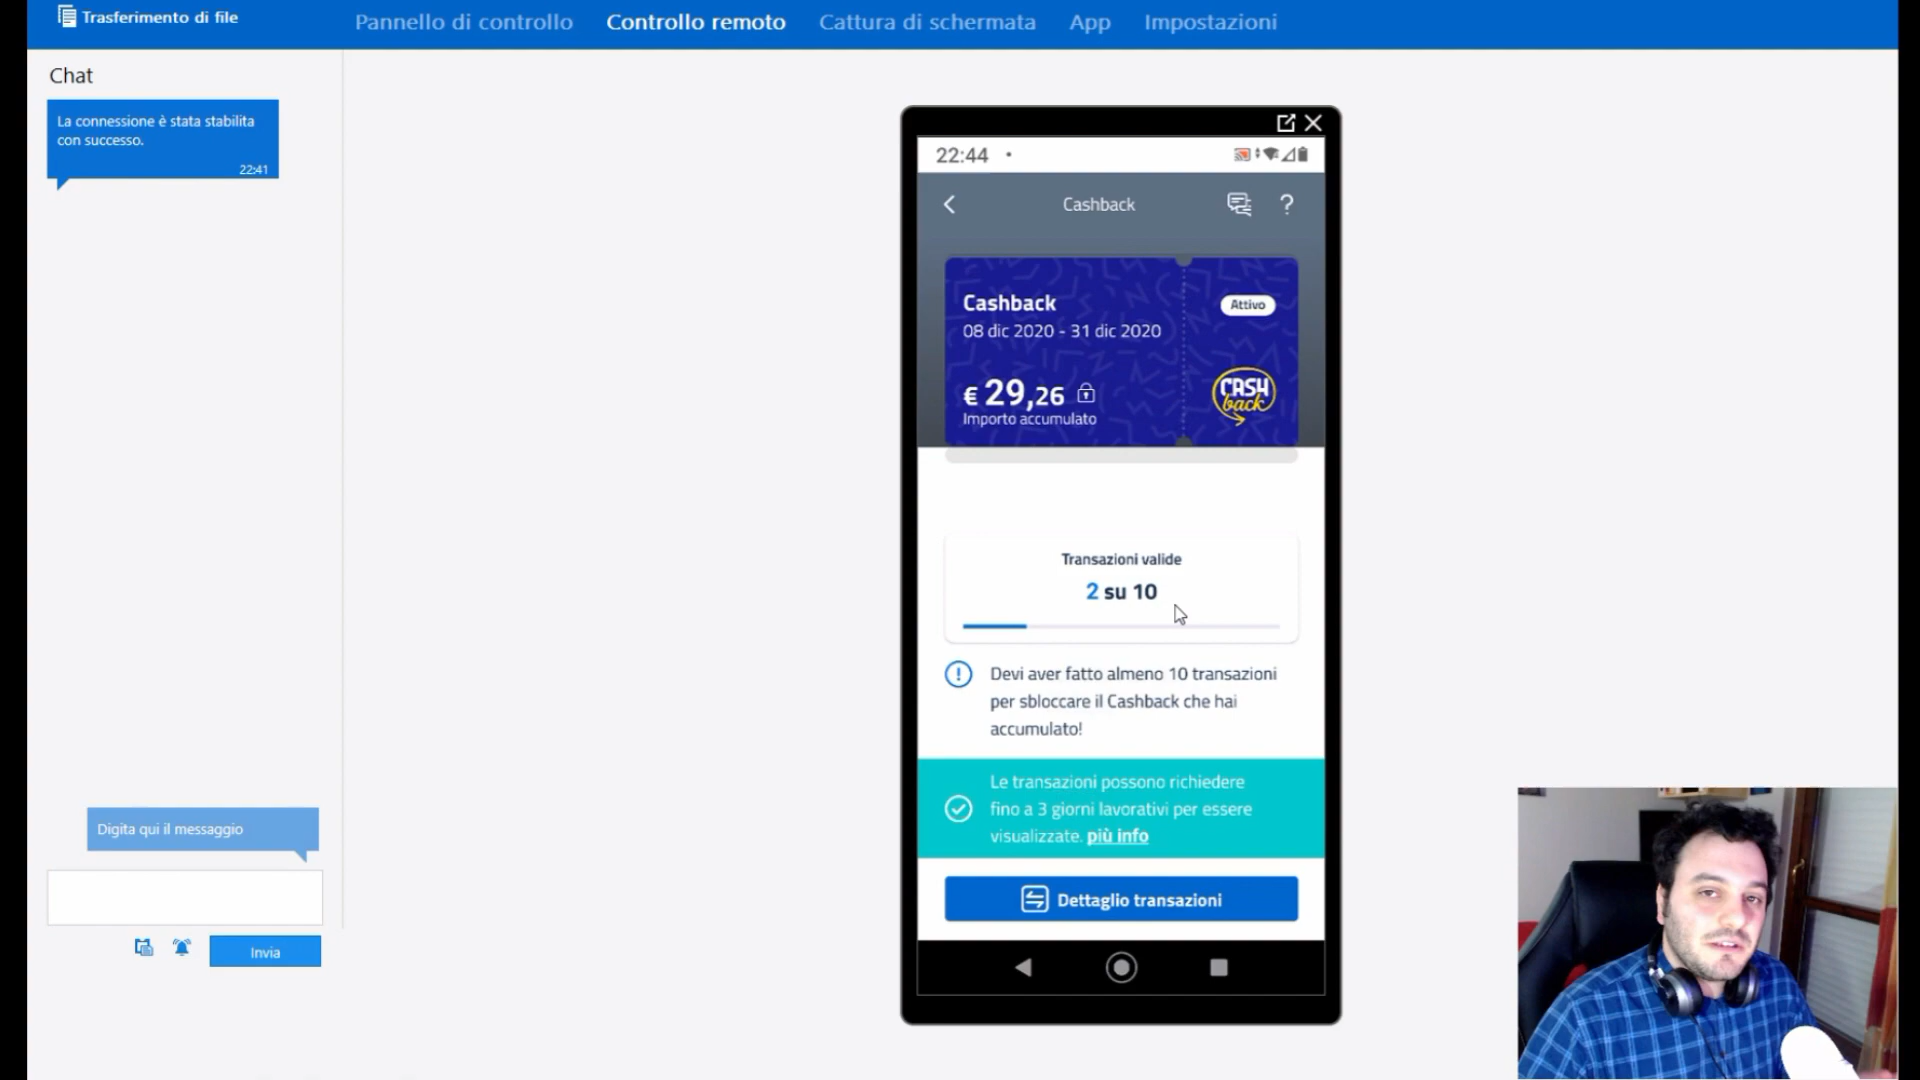 Trasferimento di file
Pannello di controllo
Controllo remoto
Cattura di schermata
App
Impostazioni
Chat
La connessione è stata stabilita
con successo.
22:41
22:44
Cashback
?
Cashback
Attivo
08 dic 2020 - 31 dic 2020
€ 29,26
Importo accumulato
CASH
back
Transazioni valide
2 su 10
Devi aver fatto almeno 10 transazioni
per sbloccare il Cashback che hai
accumulato!
Le transazioni possono richiedere
fino a 3 giorni lavorativi per essere
visualizzate. più info
Dettaglio transazioni
Digita qui il messaggio
Invia